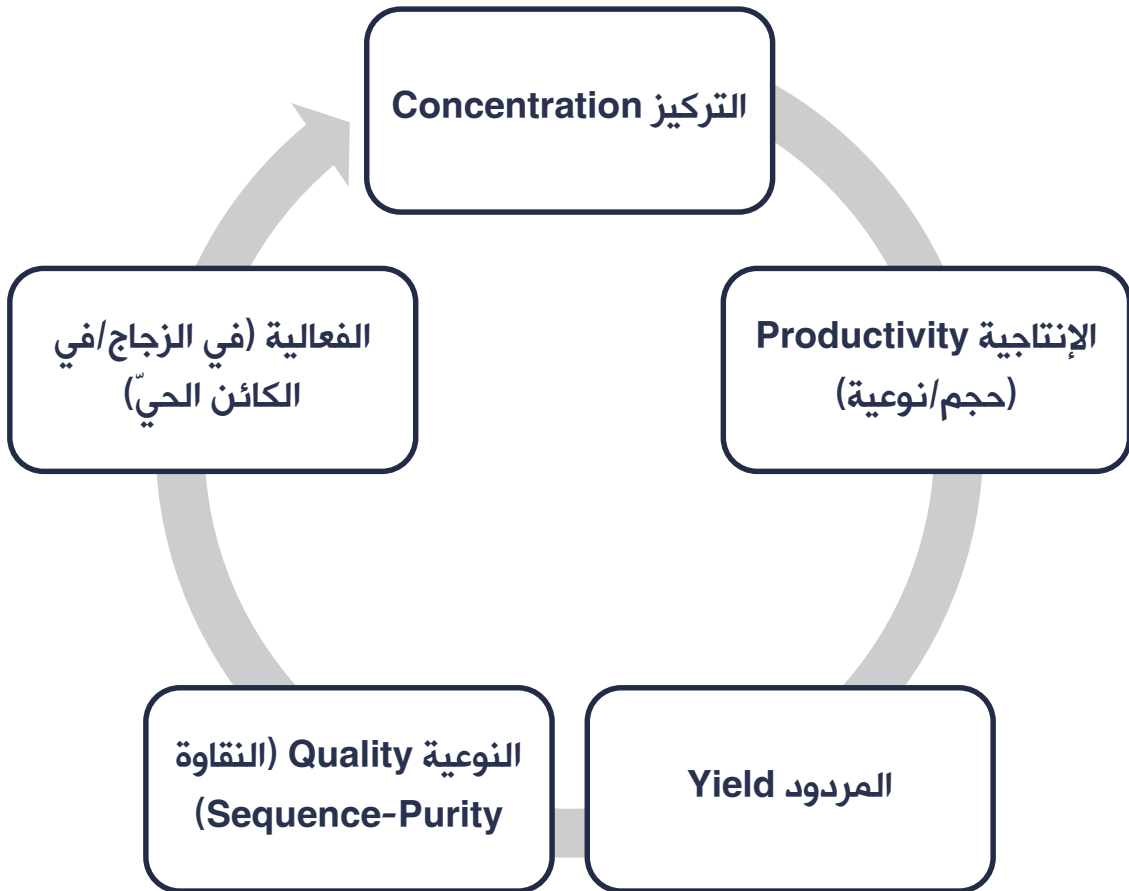 التركيز Concentration
الإنتاجية Productivity
(حجم/نوعية)
المردود Yield
النوعية Quality (النقاوة
Sequence-Purity)
الفعالية (في الزجاج/في
الكائن الحيّ)